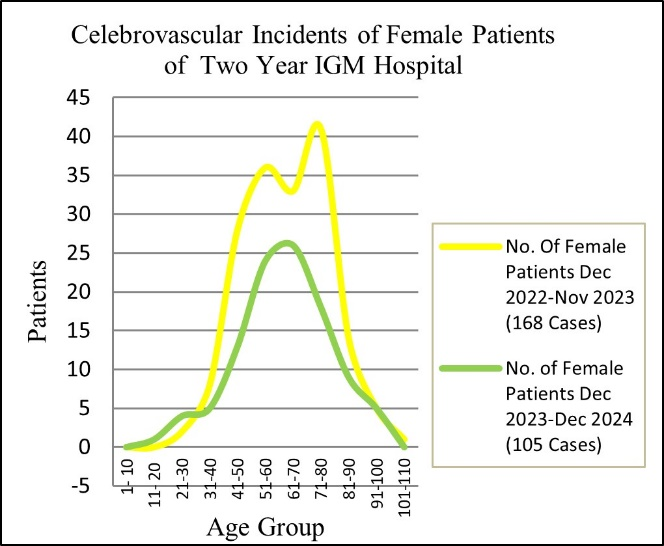 Celebrovascular Incidents of Female Patients
of Two Year IGM Hospital
45
40
35
30
25
20
15
10
5
0
-5
Patients
1- 10
11- 20
21-30
31-40
41-50
51-60
61-70
71-80
81-90
91-100
101-110
Age Group
No. Of Female
Patients Dec
2022-Nov 2023
(168 Cases)
No. of Female
Patients Dec
2023-Dec 2024
(105 Cases)